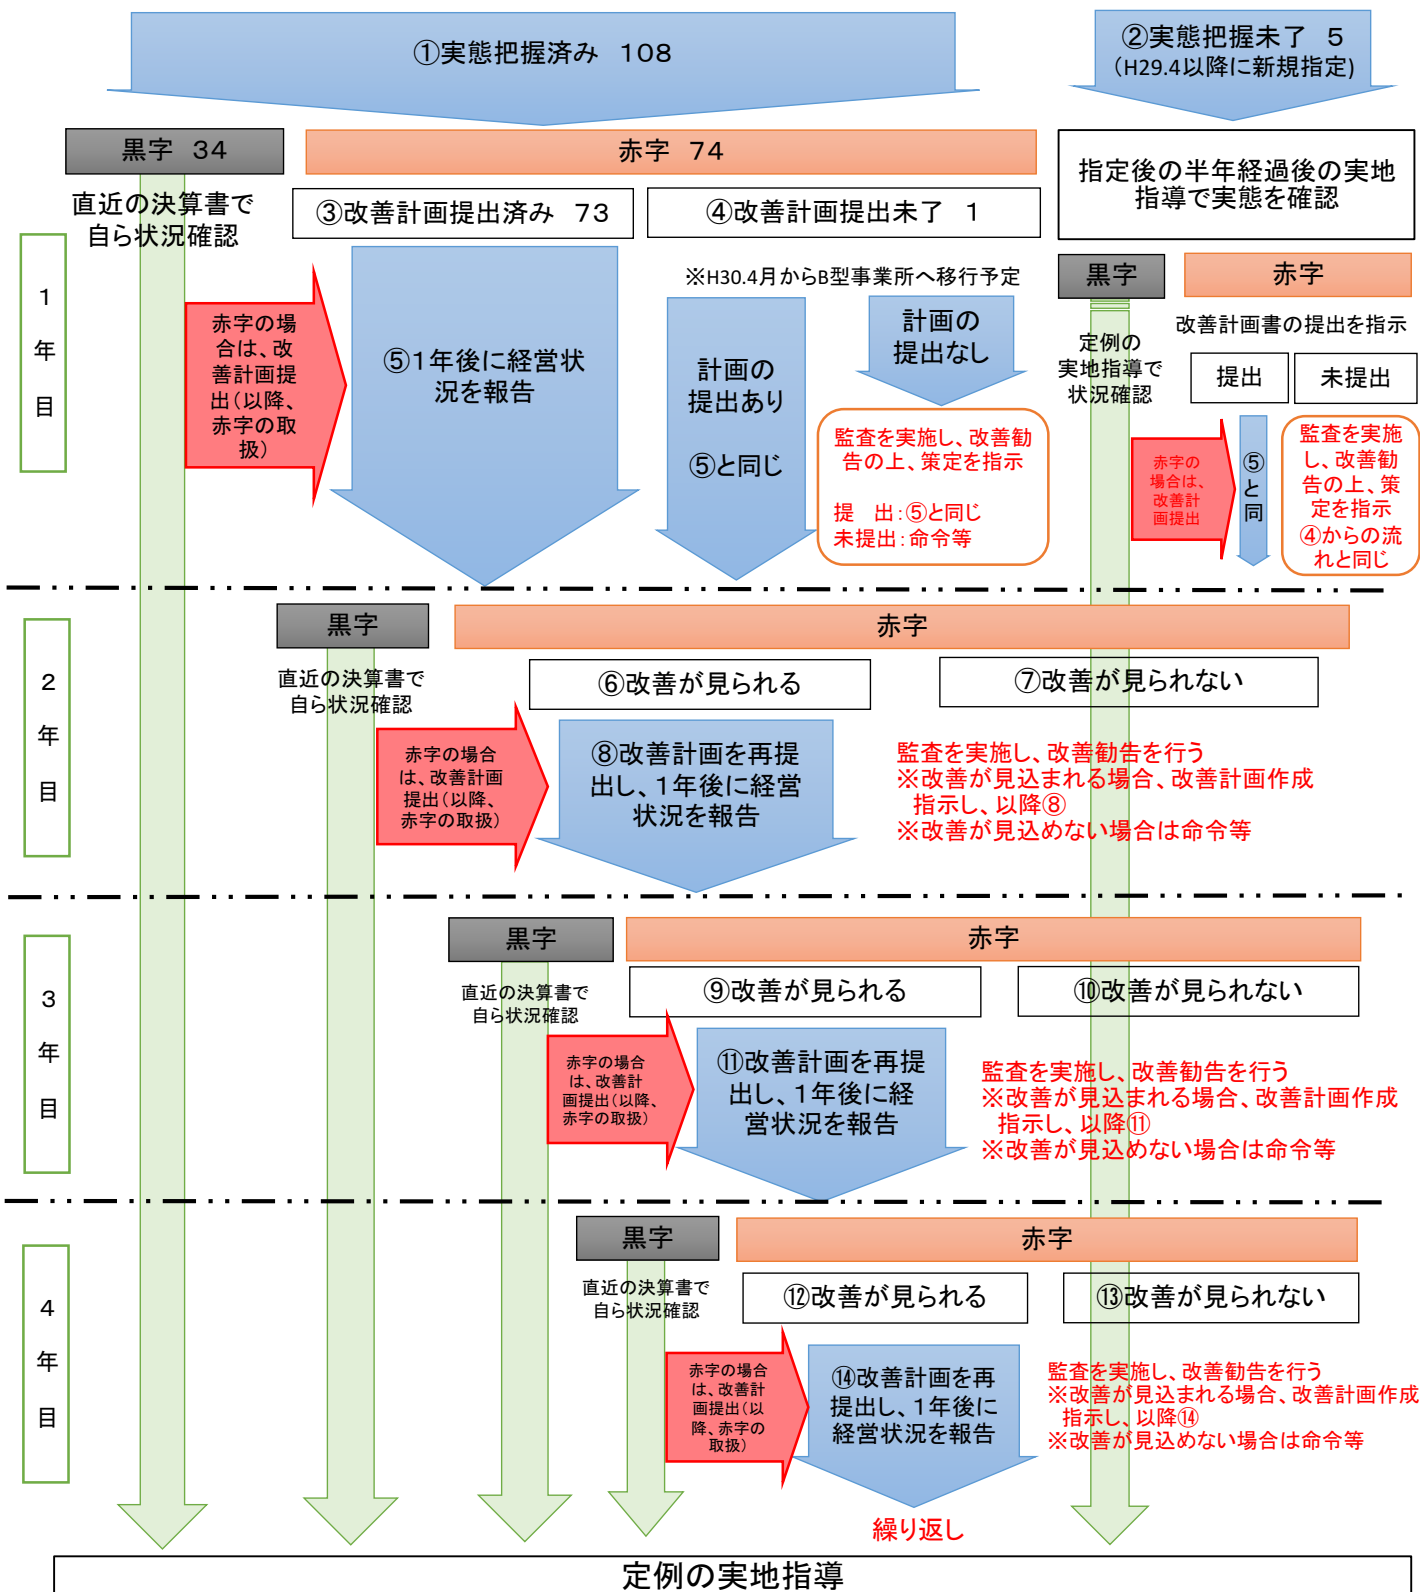 ①実態把握済み 108
②実態把握未了 5
(H29.4以降に新規指定)
黒字 34
赤字 74
直近の決算書で
自ら状況確認
③改善計画提出済み 73
④改善計画提出未了 1
指定後の半年経過後の実地
指導で実態を確認
1
年
目
※H30.4月からB型事業所へ移行予定
赤字の場
合は、改
善計画提
出(以降、
赤字の取
扱)
⑤1年後に経営状
況を報告
計画の
提出あり
⑤と同じ
計画の
提出なし
監査を実施し、改善勧
告の上、策定を指示
提 出:⑤と同じ
未提出:命令等
黒字
赤字
定例の
実地指導で
状況確認
改善計画書の提出を指示
提出
未提出
赤字の
場合は、
改善計
画提出
⑤
と
同
監査を実施
し、改善勧
告の上、策
定を指示
④からの流
れと同じ
2
年
目
黒字
赤字
直近の決算書で
自ら状況確認
⑥改善が見られる
⑦改善が見られない
赤字の場合
は、改善計画
提出(以降、
赤字の取扱)
⑧改善計画を再提
出し、1年後に経営
状況を報告
監査を実施し、改善勧告を行う
※改善が見込まれる場合、改善計画作成
指示し、以降⑧
※改善が見込めない場合は命令等
3
年
目
黒字
赤字
直近の決算書で
自ら状況確認
⑨改善が見られる
⑩改善が見られない
赤字の場合
は、改善計
画提出(以降、
赤字の取扱)
⑪改善計画を再提
出し、1年後に経
営状況を報告
監査を実施し、改善勧告を行う
※改善が見込まれる場合、改善計画作成
指示し、以降⑪
※改善が見込めない場合は命令等
4
年
目
黒字
赤字
直近の決算書で
自ら状況確認
⑫改善が見られる
⑬改善が見られない
赤字の場合
は、改善計
画提出(以
降、赤字の
取扱)
⑭改善計画を再
提出し、1年後に
経営状況を報告
監査を実施し、改善勧告を行う
※改善が見込まれる場合、改善計画作成
指示し、以降⑭
※改善が見込めない場合は命令等
繰り返し
定例の実地指導